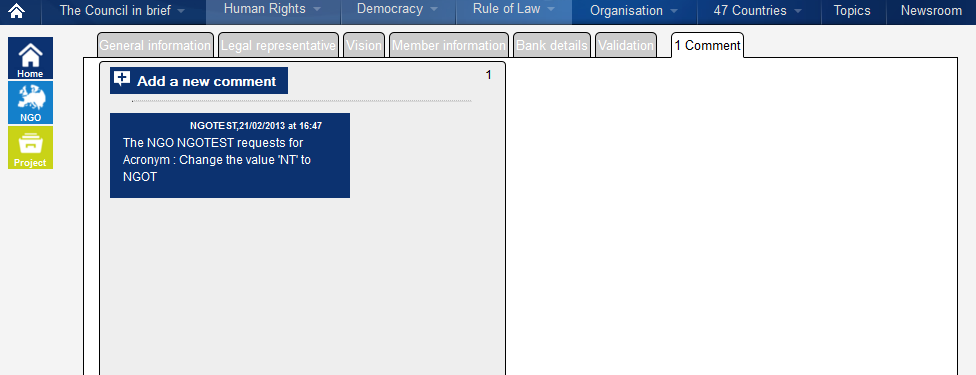 The Council in brief Human Rights Democracy Rule of Law Organisation 47 Countries Topics Newsroom
General information Legal representative Vision Member information Bank details Validation 1 Comment
Home
NGO
Project
Add a new comment 1
NGOTEST,21/02/2013 at 16:47
The NGO NGOTEST requests for
Acronym : Change the value 'NT' to
NGOT